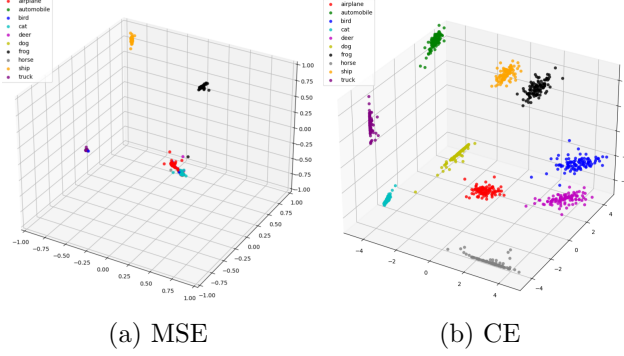 airplane
automobile
bird
cat
deer
dog
frog
horse
ship
truck
1.00
0.75
0.50
0.25
0.00
−0.25
−0.50
−0.75
−1.00
−1.00
−0.75
−0.50
−0.25
0.00
0.25
0.50
0.75
1.00
−1.00
−0.75
−0.50
−0.25
0.00
0.25
0.50
0.75
1.00
(a) MSE
airplane
automobile
bird
cat
deer
dog
frog
horse
ship
truck
−4
−2
0
2
4
−4
−2
0
2
4
(b) CE